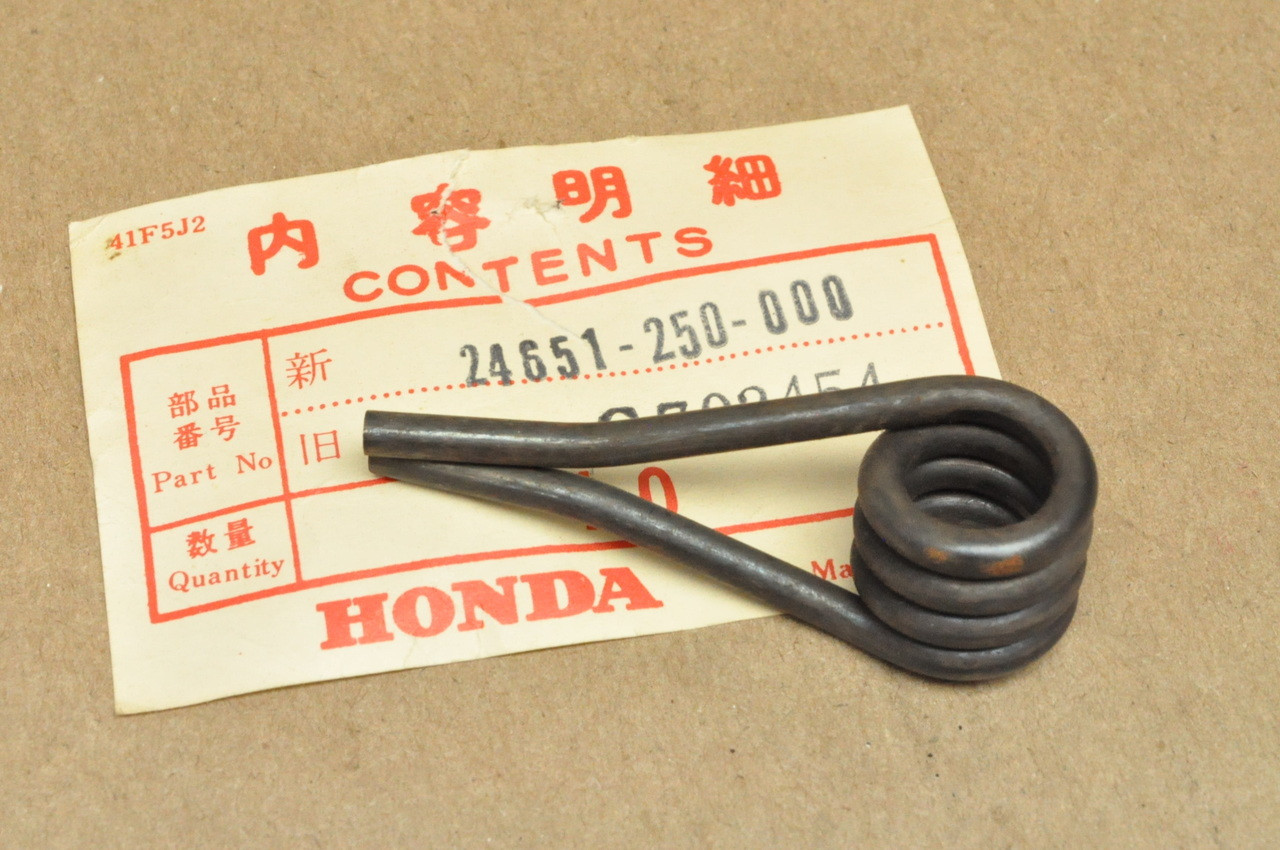 41F5J2
内容明細
CONTENTS
部品番号
Part No
新 24651-250-000
旧
数量
Quantity
0
HONDA